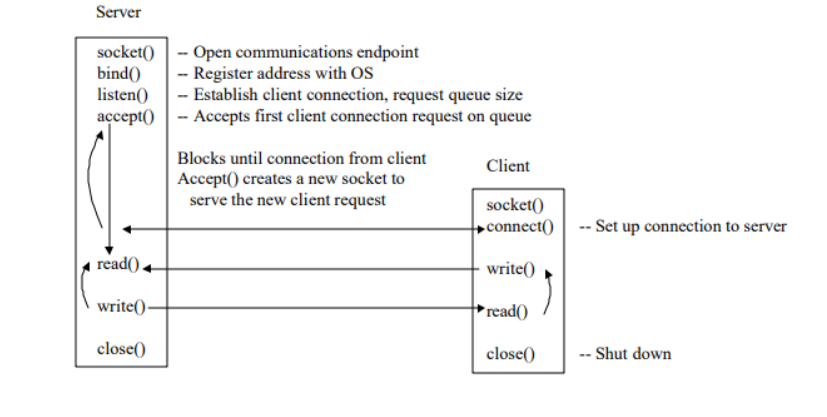 Server
socket() -- Open communications endpoint
bind() -- Register address with OS
listen() -- Establish client connection, request queue size
accept() -- Accepts first client connection request on queue
Blocks until connection from client
Accept() creates a new socket to
serve the new client request
Client
socket()
connect() -- Set up connection to server
read()
write()
write()
read()
close()
close() -- Shut down